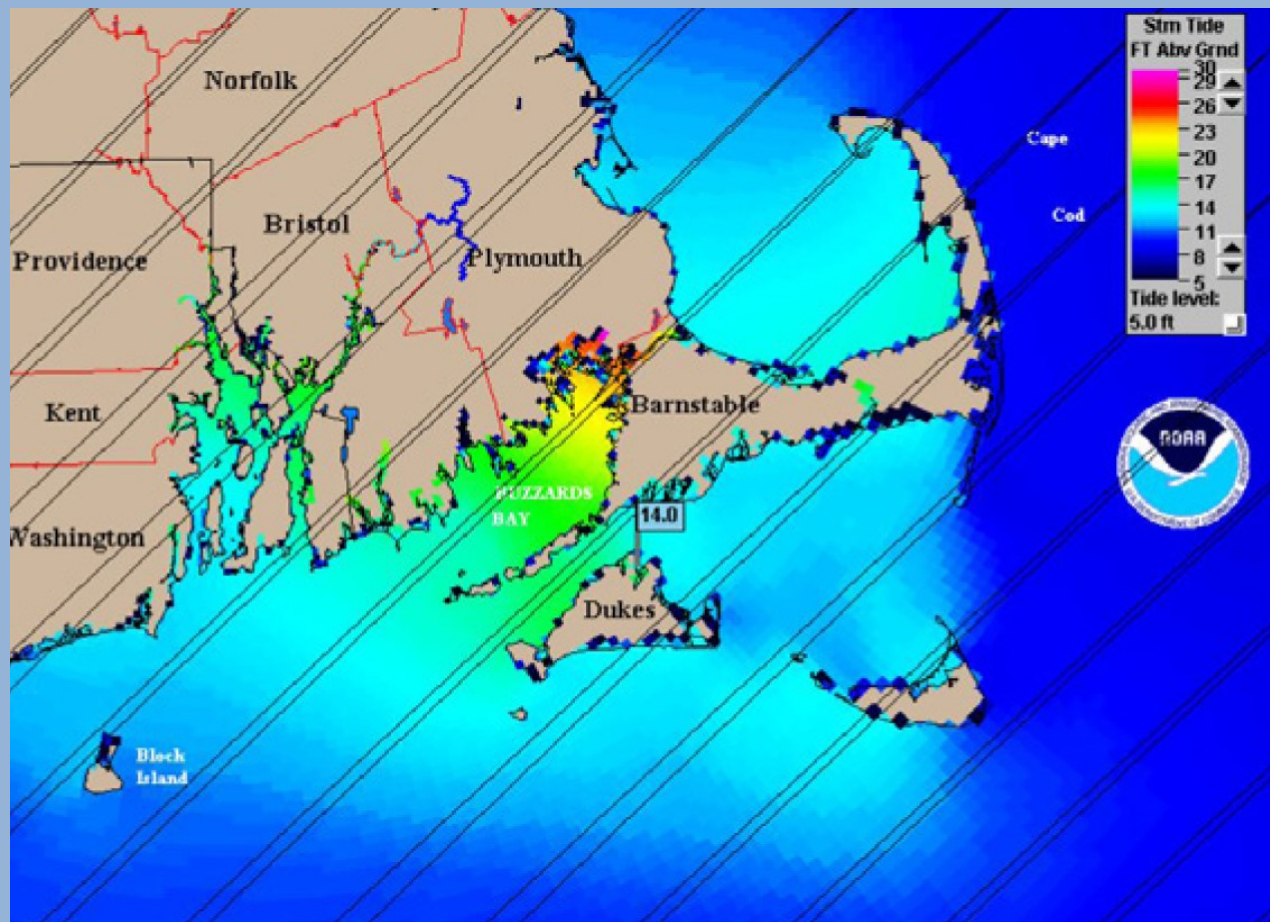 Stm Tide
FT Abv Grnd
30
29
26
23
20
17
14
11
8
5
Tide level:
5.0 ft
Norfolk
Cape
Cod
Bristol
Providence
Plymouth
Kent
Barnstable
NOAA
BUZZARDS
BAY
14.0
Washington
Dukes
Block
Island